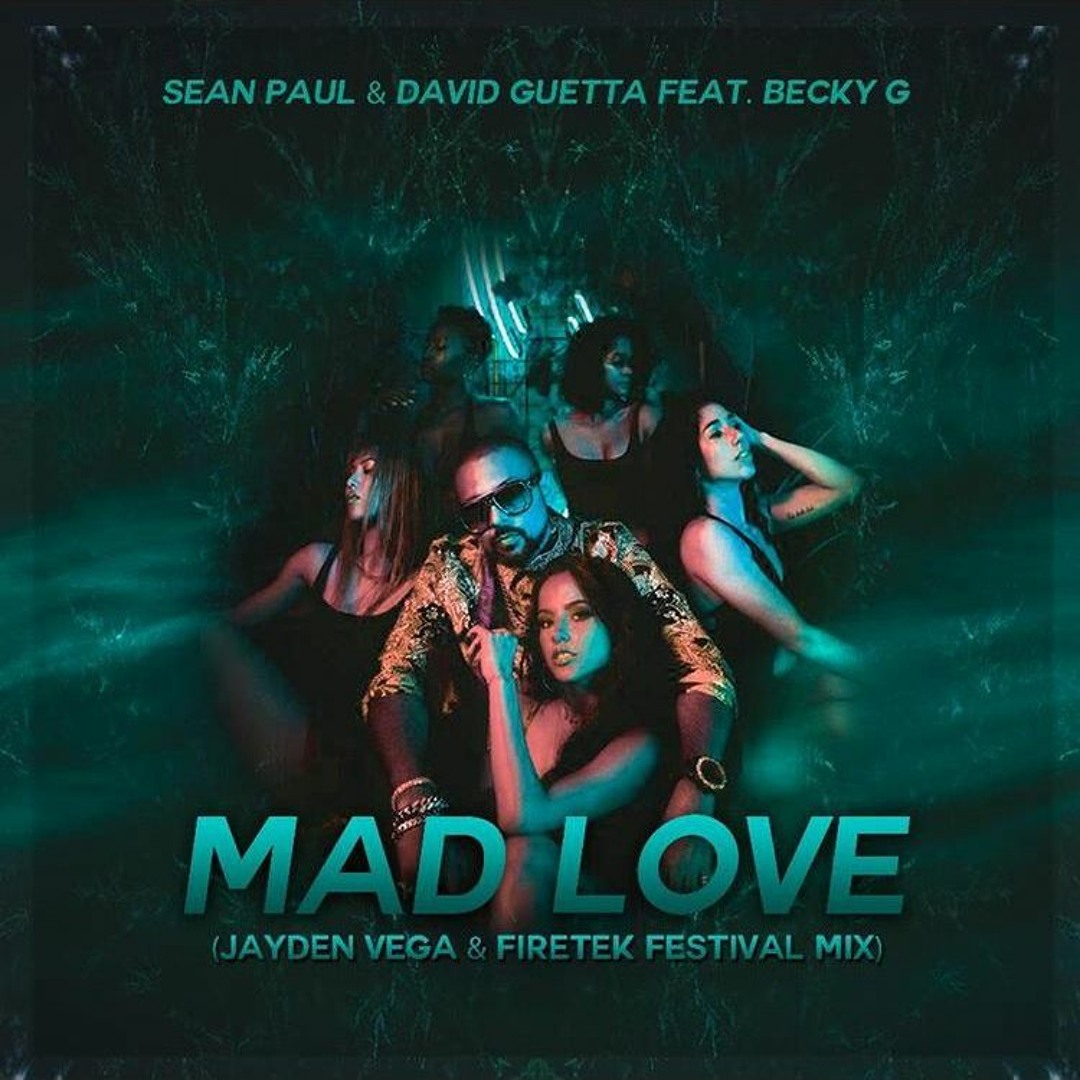 SEAN PAUL & DAVID GUETTA FEAT. BECKY G
MAD LOVE
(JAYDEN VEGA & FIRETEK FESTIVAL MIX)